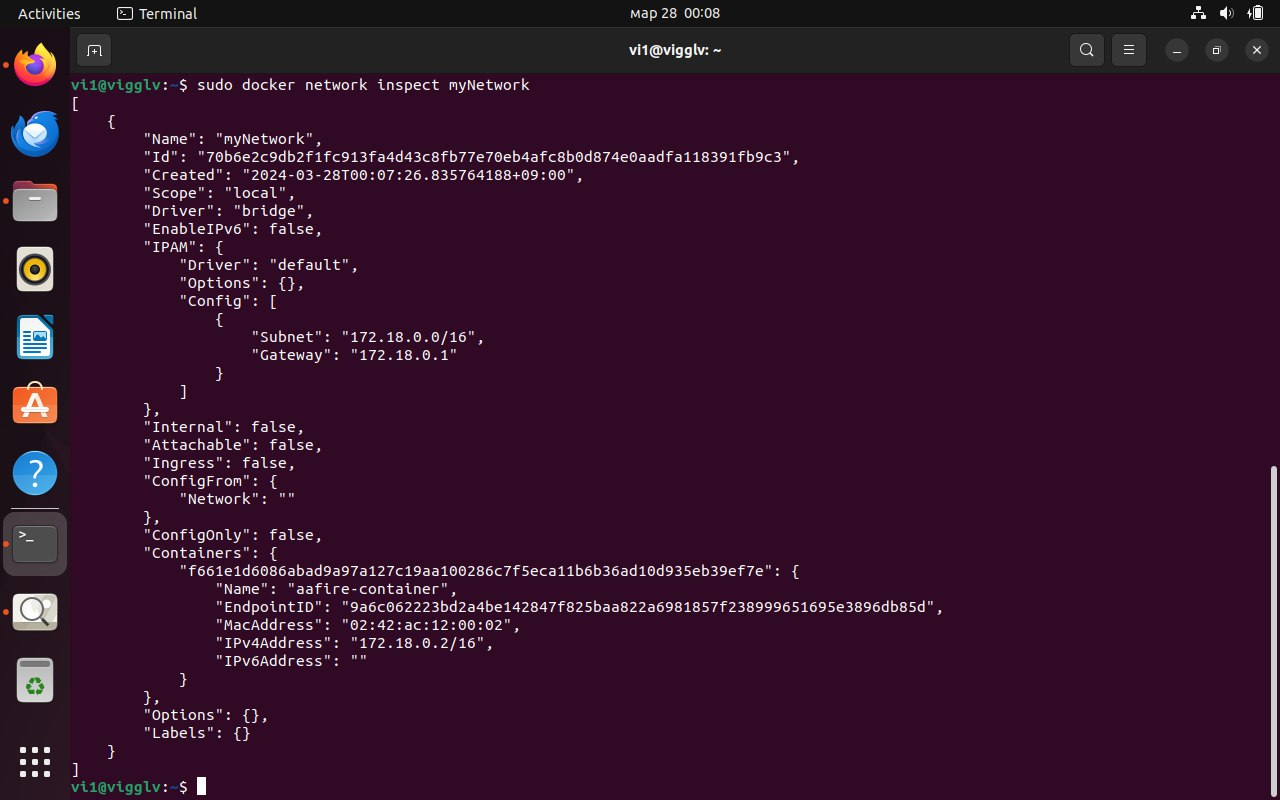 Activities
Terminal
мар 28 00:08
vi1@vigglv: ~
vi1@vigglv:~$ sudo docker network inspect myNetwork
[
    {
        "Name": "myNetwork",
        "Id": "70b6e2c9db2f1fc913fa4d43c8fb77e70eb4afc8b0d874e0aadfa118391fb9c3",
        "Created": "2024-03-28T00:07:26.835764188+09:00",
        "Scope": "local",
        "Driver": "bridge",
        "EnableIPv6": false,
        "IPAM": {
            "Driver": "default",
            "Options": {},
            "Config": [
                {
                    "Subnet": "172.18.0.0/16",
                    "Gateway": "172.18.0.1"
                }
            ]
        },
        "Internal": false,
        "Attachable": false,
        "Ingress": false,
        "ConfigFrom": {
            "Network": ""
        },
        "ConfigOnly": false,
        "Containers": {
            "f661e1d6086abad9a97a127c19aa100286c7f5eca11b6b36ad10d935eb39ef7e": {
                "Name": "aafire-container",
                "EndpointID": "9a6c062223bd2a4be142847f825baa822a6981857f238999651695e3896db85d",
                "MacAddress": "02:42:ac:12:00:02",
                "IPv4Address": "172.18.0.2/16",
                "IPv6Address": ""
            }
        },
        "Options": {},
        "Labels": {}
    }
]
vi1@vigglv:~$